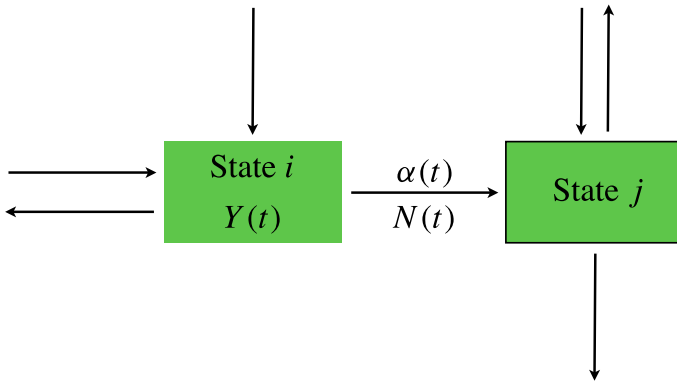 State i
Y(t)
α(t)
N(t)
State j